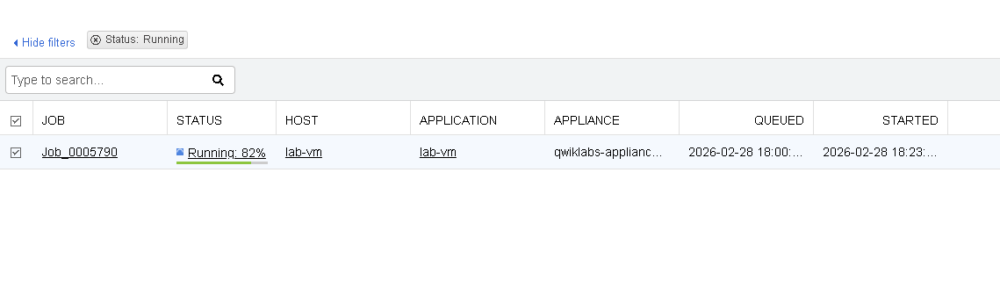 Hide filters Status: Running
Type to search...
JOB STATUS HOST APPLICATION APPLIANCE QUEUED STARTED
Job_0005790 Running: 82% lab-vm lab-vm qwiklabs-applianc... 2026-02-28 18:00:... 2026-02-28 18:23:...